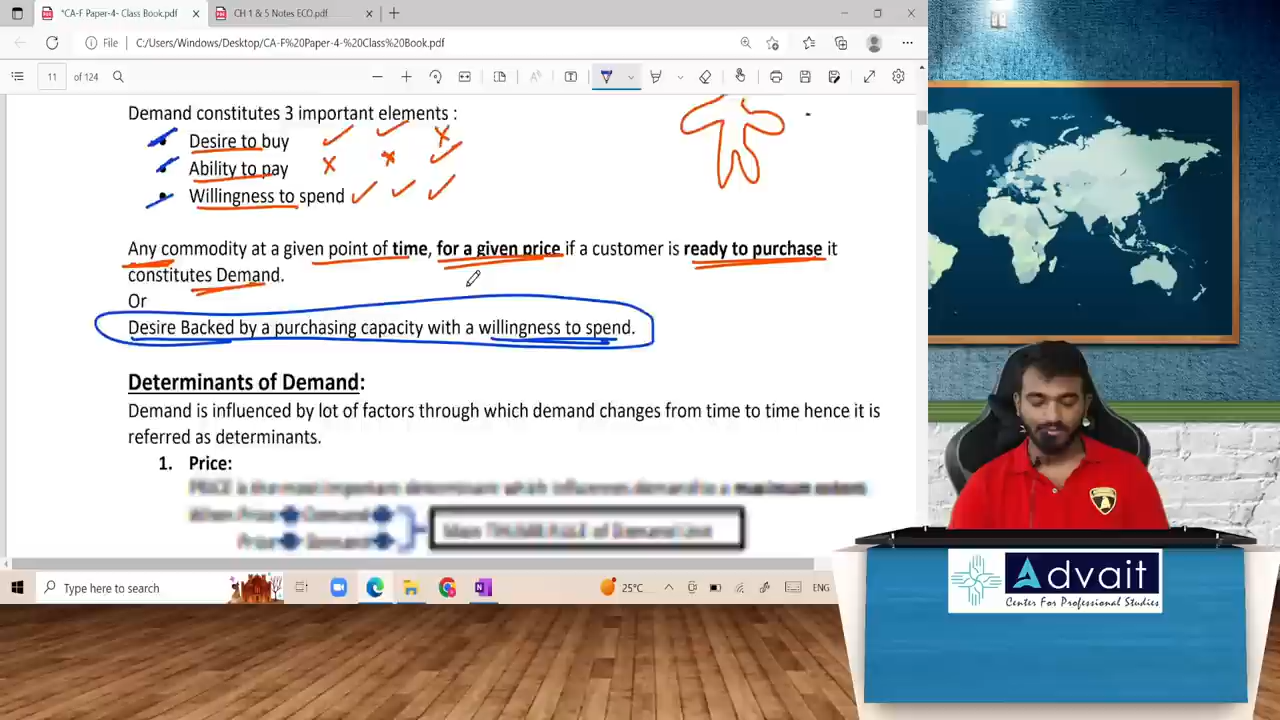 *CA-F Paper-4- Class Book.pdf
CH 1 & 5 Notes ECO.pdf
File
C:/Users/Windows/Desktop/CA-F%20Paper-4-%20Class%20Book.pdf
11 of 124
Demand constitutes 3 important elements :
Desire to buy
Ability to pay
Willingness to spend
Any commodity at a given point of time, for a given price if a customer is ready to purchase it
constitutes Demand.
Or
Desire Backed by a purchasing capacity with a willingness to spend.
Determinants of Demand:
Demand is influenced by lot of factors through which demand changes from time to time hence it is
referred as determinants.
1. Price:
Type here to search
25°C
ENG
Advait
Center For Professional Studies